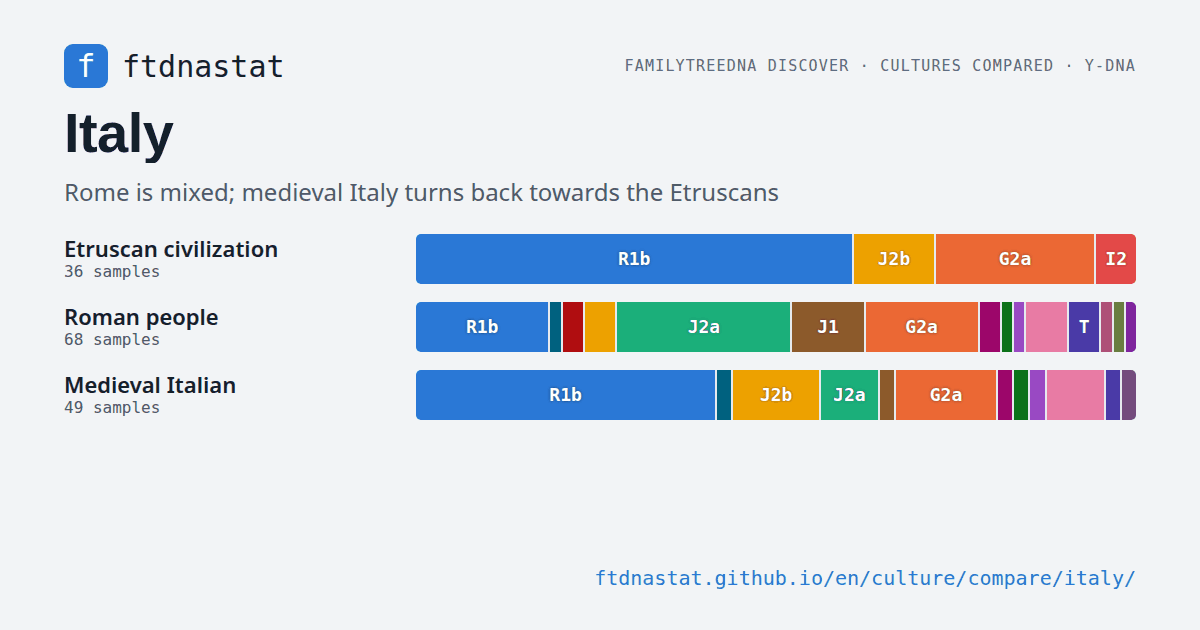 f ftdnastat
FAMILYTREEDNA DISCOVER · CULTURES COMPARED · Y-DNA
Italy
Rome is mixed; medieval Italy turns back towards the Etruscans
Etruscan civilization
36 samples
R1b J2b G2a I2
Roman people
68 samples
R1b J2a J1 G2a T
Medieval Italian
49 samples
R1b J2b J2a G2a
ftdnastat.github.io/en/culture/compare/italy/